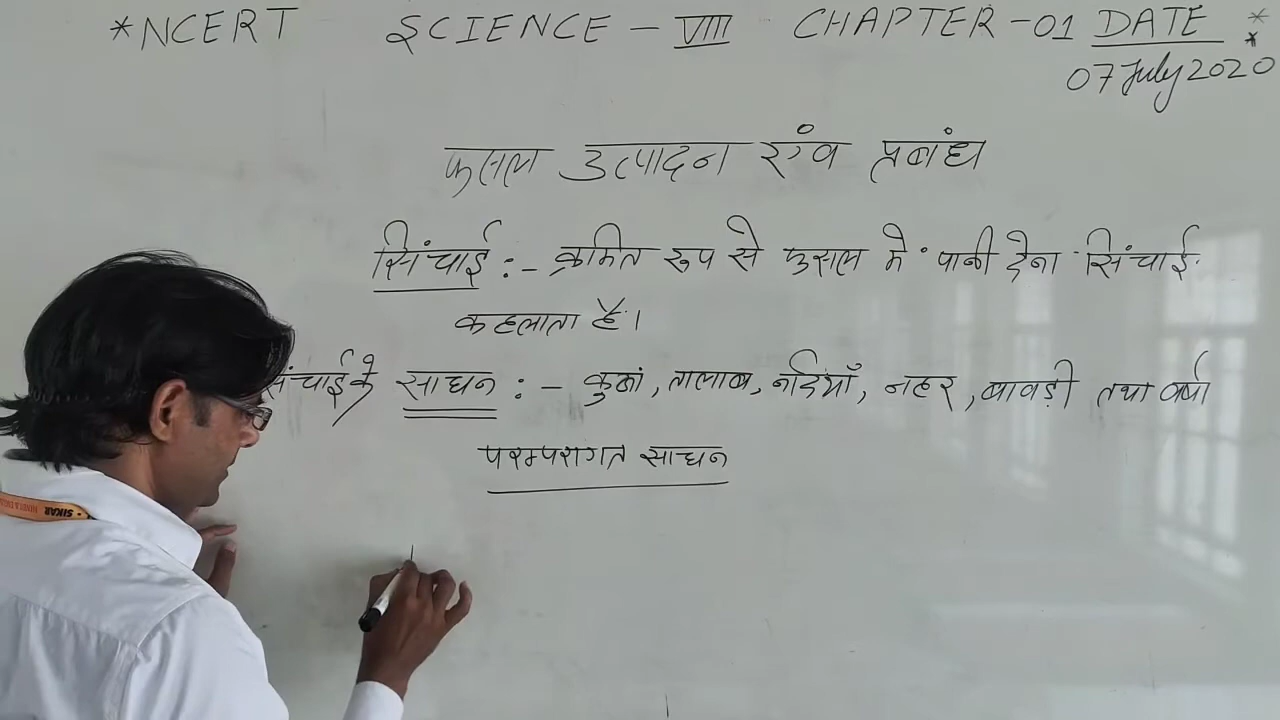 *NCERT SCIENCE - VIII CHAPTER -01 DATE :
07 July 2020
फसल उत्पादन एंव प्रबंध
सिंचाई :- क्रमित रूप से फसल में पानी देना सिंचाई
कहलाता है।
सिंचाई के साधन :- कुआं, तालाब, नदियाँ, नहर, बावड़ी तथा वर्षा
परम्परागत साधन
SIKAR